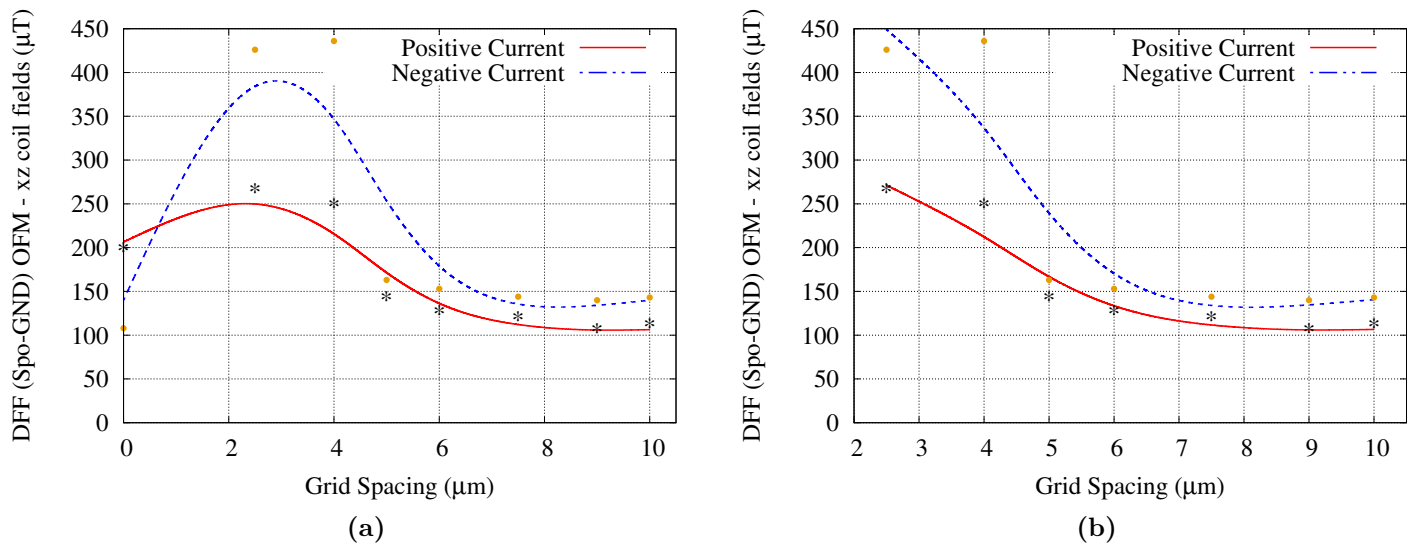 DFF (Spo-GND) OFM - xz coil fields (µT)
450
400
350
300
250
200
150
100
50
0
0 2 4 6 8 10
Grid Spacing (µm)
Positive Current
Negative Current
(a)
DFF (Spo-GND) OFM - xz coil fields (µT)
450
400
350
300
250
200
150
100
50
0
2 3 4 5 6 7 8 9 10
Grid Spacing (µm)
Positive Current
Negative Current
(b)